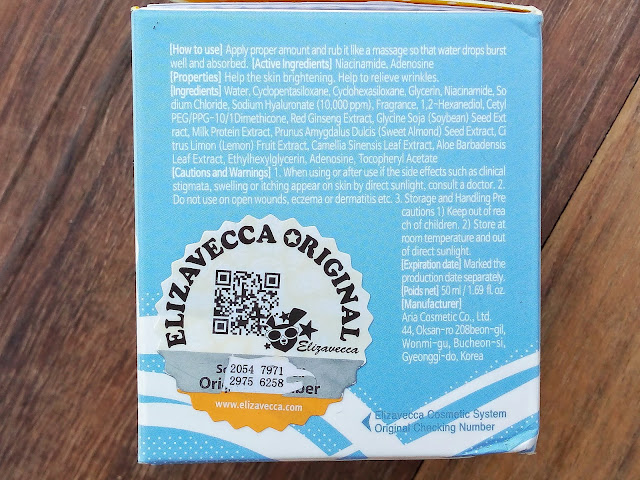 [How to use] Apply proper amount and rub it like a massage so that water drops burst
well and absorbed. [Active Ingredients] Niacinamide, Adenosine
[Properties] Help the skin brightening. Help to relieve wrinkles.
[Ingredients] Water, Cyclopentasiloxane, Cyclohexasiloxane, Glycerin, Niacinamide, So
dium Chloride, Sodium Hyaluronate (10,000 ppm), Fragrance, 1,2-Hexanediol, Cetyl
PEG/PPG-10/1Dimethicone, Red Ginseng Extract, Glycine Soja (Soybean) Seed Ext
ract, Milk Protein Extract, Prunus Amygdalus Dulcis (Sweet Almond) Seed Extract, Ci
trus Limon (Lemon) Fruit Extract, Camellia Sinensis Leaf Extract, Aloe Barbadensis
Leaf Extract, Ethylhexylglycerin, Adenosine, Tocopheryl Acetate
[Cautions and Warnings] 1. When using or after use if the side effects such as clinical
stigmata, swelling or itching appear on skin by direct sunlight, consult a doctor. 2.
Do not use on open wounds, eczema or dermatitis etc. 3. Storage and Handling Pre
cautions 1) Keep out of rea
ch of children. 2) Store at
room temperature and out
of direct sunlight.
[Expiration date] Marked the
production date separately.
[Poids net] 50 ml / 1.69 fl. oz.
[Manufacturer]
Ana Cosmetic Co., Ltd.
44, Oksan-ro 208beon-gil,
Wonmi-gu, Bucheon-si,
Gyeonggi-do, Korea
ELIZAVECCA ORIGINAL
Elizavecca
2054 7971
2975 6258
www.elizavecca.com
Elizavecca Cosmetic System
Original Checking Number